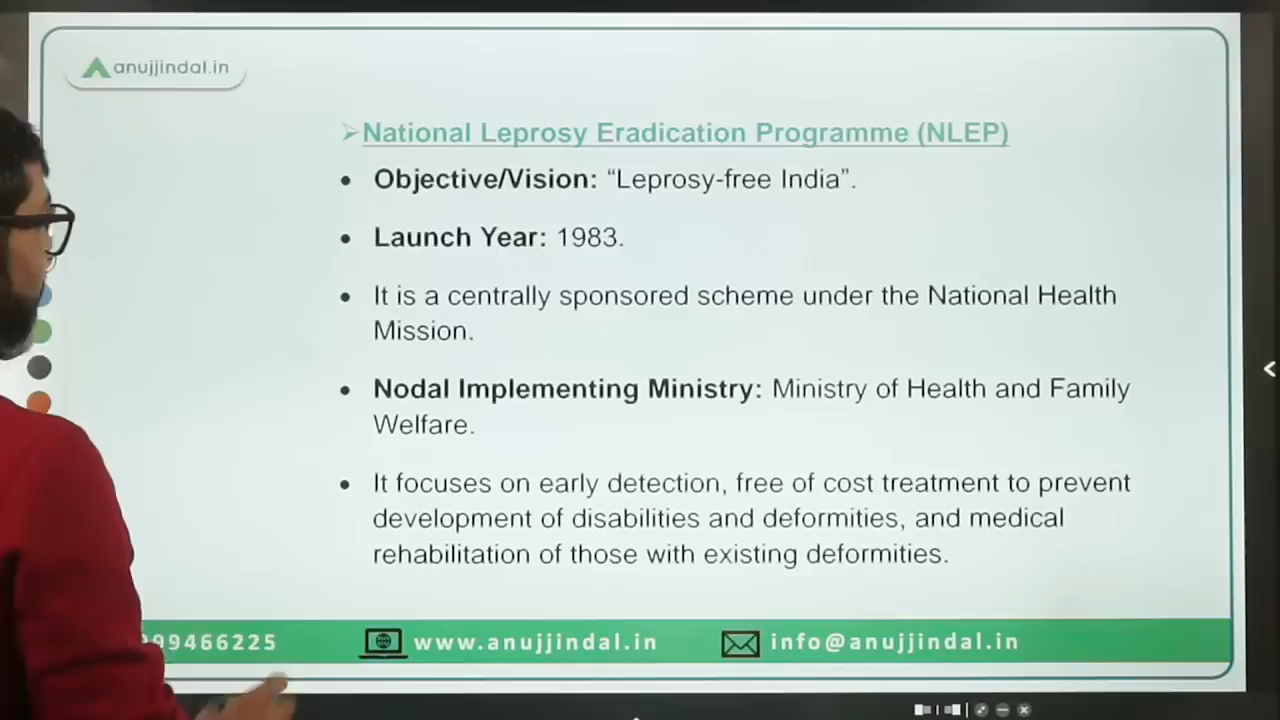 anujjindal.in
National Leprosy Eradication Programme (NLEP)
• Objective/Vision: “Leprosy-free India”.
• Launch Year: 1983.
• It is a centrally sponsored scheme under the National Health
Mission.
• Nodal Implementing Ministry: Ministry of Health and Family
Welfare.
• It focuses on early detection, free of cost treatment to prevent
development of disabilities and deformities, and medical
rehabilitation of those with existing deformities.
99466225 www.anujjindal.in info@anujjindal.in